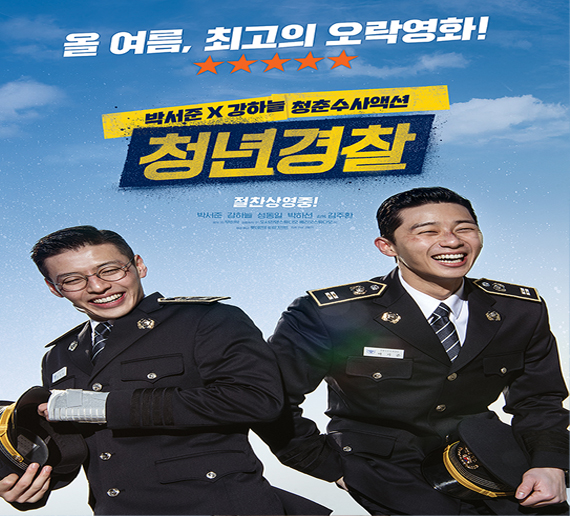 올 여름, 최고의 오락영화!
박서준 X 강하늘 청춘수사액션
청년경찰
절찬상영중!
박서준 강하늘 성동일 박하선 감독 김주환